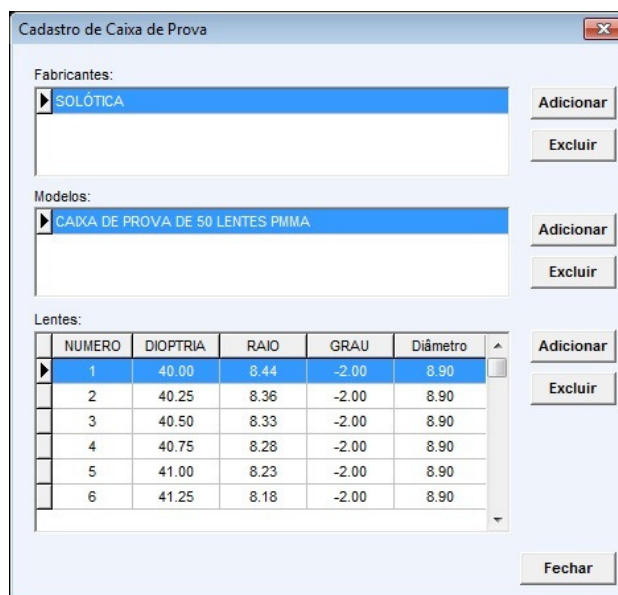 Cadastro de Caixa de Prova
Fabricantes:
SOLÓTICA
Adicionar
Excluir
Modelos:
CAIXA DE PROVA DE 50 LENTES PMMA
Adicionar
Excluir
Lentes:
NUMERO DIOPTRIA RAIO GRAU Diâmetro
1 40.00 8.44 -2.00 8.90
2 40.25 8.36 -2.00 8.90
3 40.50 8.33 -2.00 8.90
4 40.75 8.28 -2.00 8.90
5 41.00 8.23 -2.00 8.90
6 41.25 8.18 -2.00 8.90
Adicionar
Excluir
Fechar